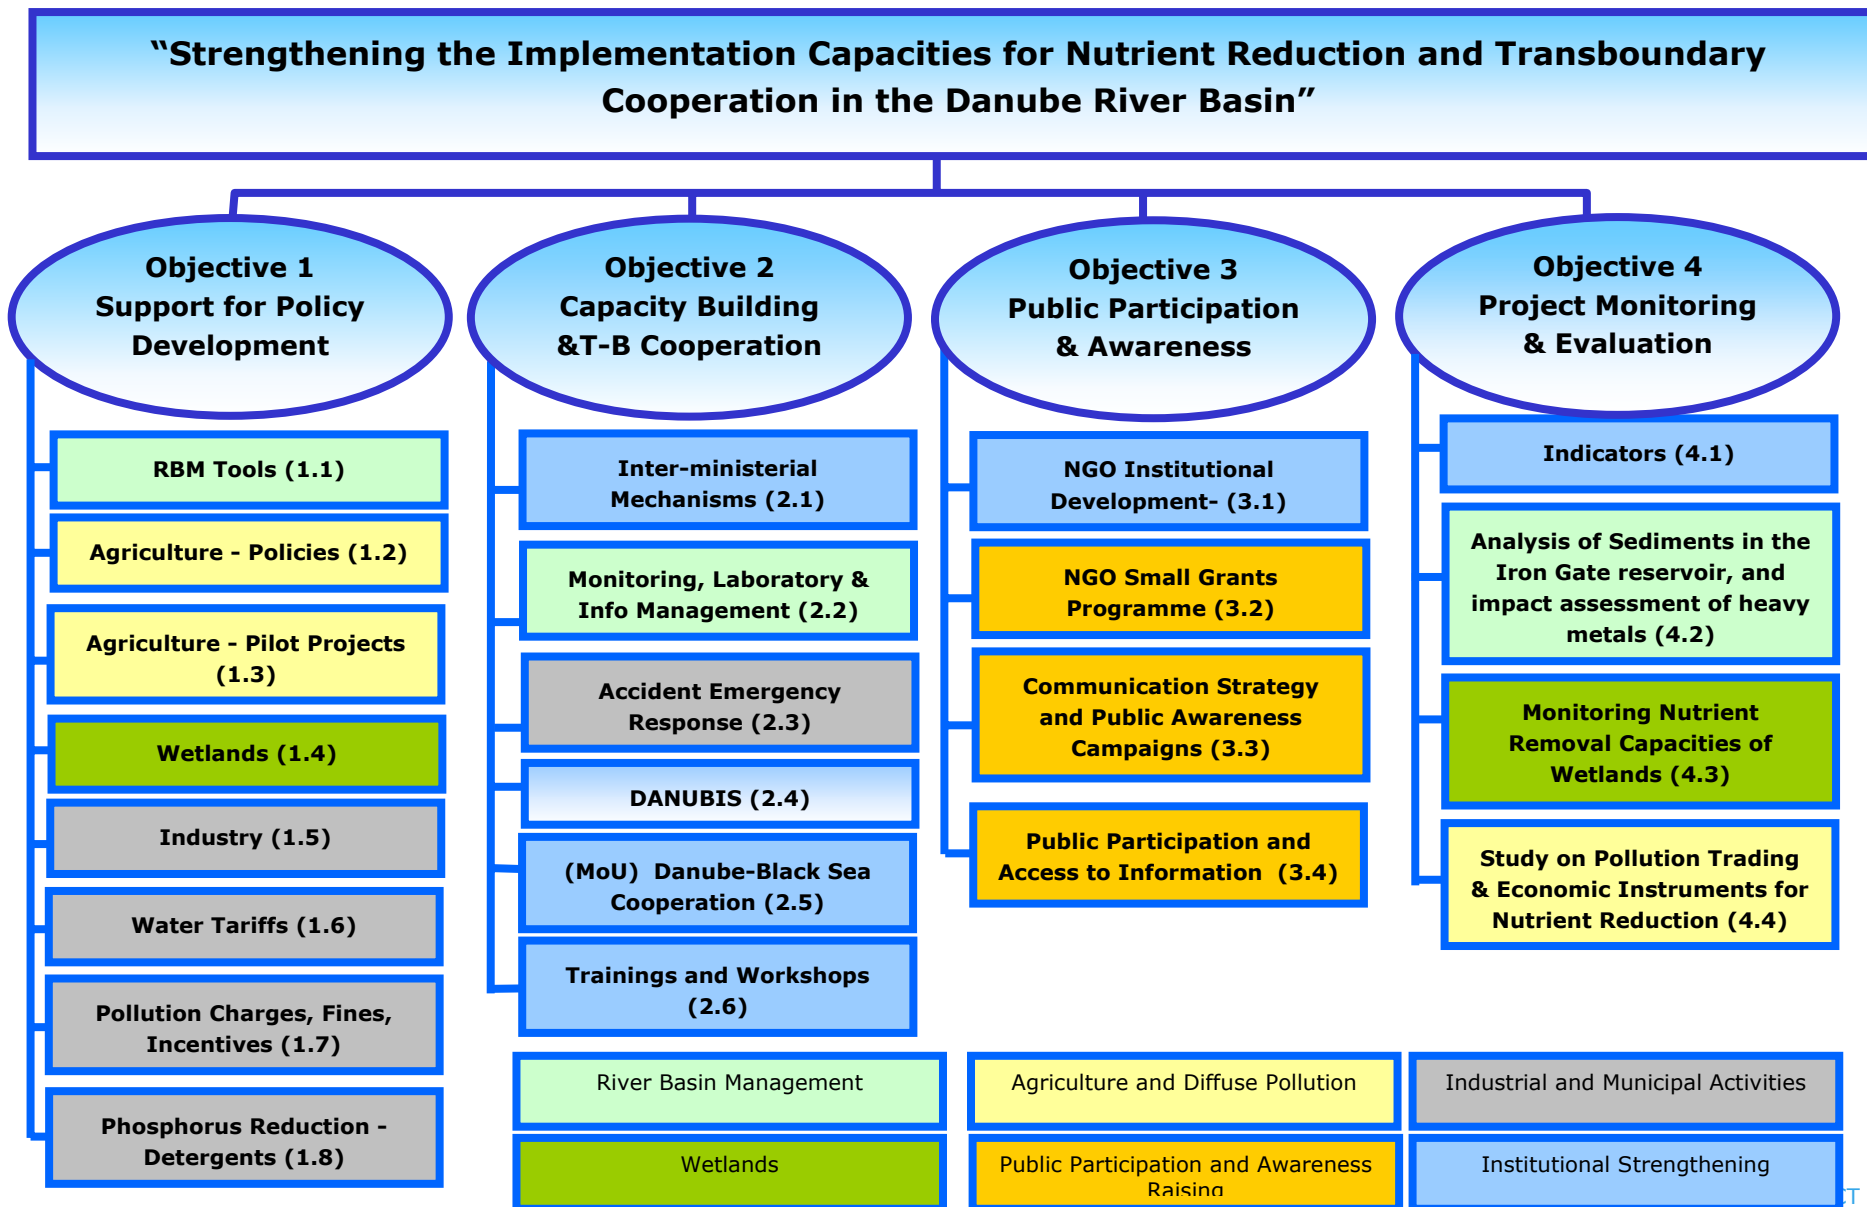 “Strengthening the Implementation Capacities for Nutrient Reduction and Transboundary
Cooperation in the Danube River Basin”
Objective 1
Support for Policy
Development
RBM Tools (1.1)
Agriculture - Policies (1.2)
Agriculture - Pilot Projects
(1.3)
Wetlands (1.4)
Industry (1.5)
Water Tariffs (1.6)
Pollution Charges, Fines,
Incentives (1.7)
Phosphorus Reduction -
Detergents (1.8)
Objective 2
Capacity Building
&T-B Cooperation
Inter-ministerial
Mechanisms (2.1)
Monitoring, Laboratory &
Info Management (2.2)
Accident Emergency
Response (2.3)
DANUBIS (2.4)
(MoU) Danube-Black Sea
Cooperation (2.5)
Trainings and Workshops
(2.6)
Objective 3
Public Participation
& Awareness
NGO Institutional
Development- (3.1)
NGO Small Grants
Programme (3.2)
Communication Strategy
and Public Awareness
Campaigns (3.3)
Public Participation and
Access to Information (3.4)
Objective 4
Project Monitoring
& Evaluation
Indicators (4.1)
Analysis of Sediments in the
Iron Gate reservoir, and
impact assessment of heavy
metals (4.2)
Monitoring Nutrient
Removal Capacities of
Wetlands (4.3)
Study on Pollution Trading
& Economic Instruments for
Nutrient Reduction (4.4)
River Basin Management
Agriculture and Diffuse Pollution
Industrial and Municipal Activities
Wetlands
Public Participation and Awareness
Raising
Institutional Strengthening